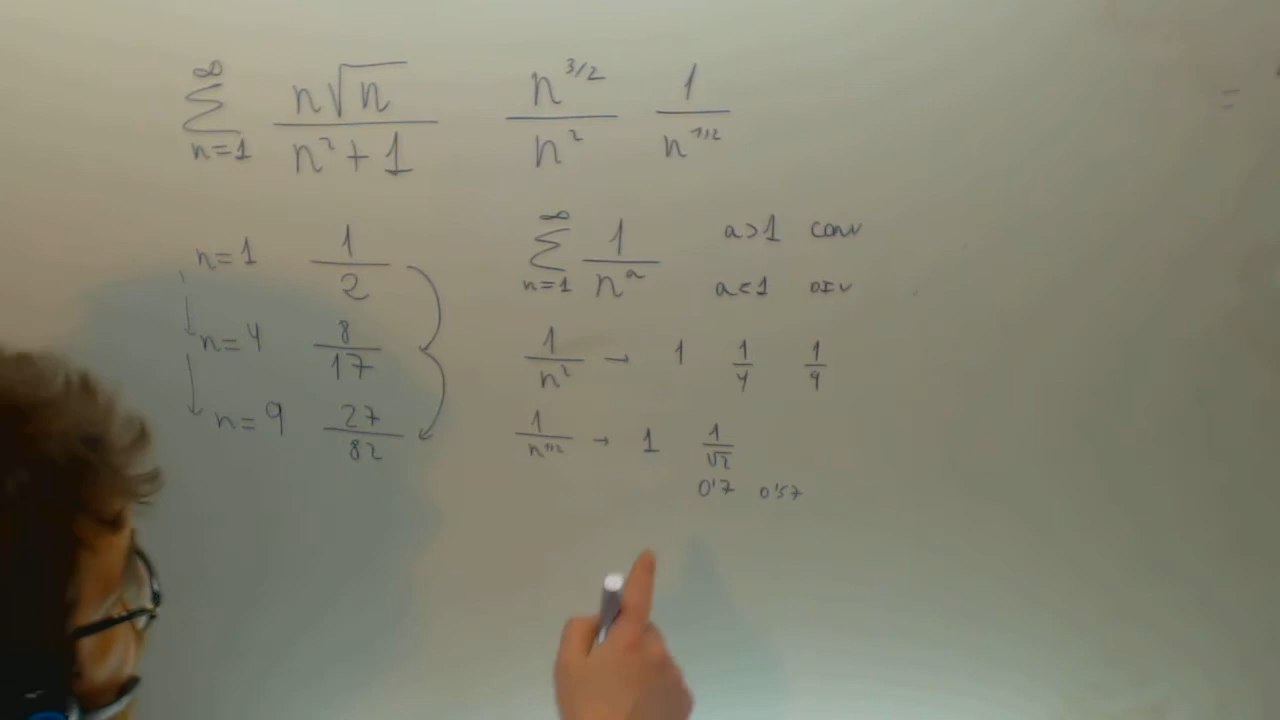 ∞ Σ n=1 n√n / n² + 1 n^3/2 / n² 1 / n^1/2
n=1 1/2
n=4 8/17
n=9 27/82
∞ Σ n=1 1/n^a a>1 conv
a<1 DIV
1/n² → 1 1/4 1/9
1/n^1/2 → 1 1/√2
0'7 0'57
=